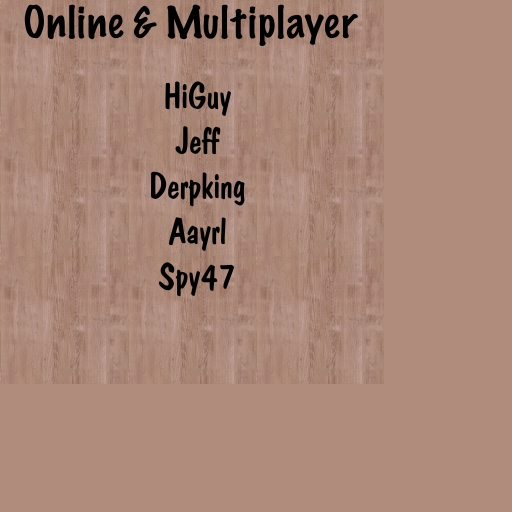 Online & Multiplayer
HiGuy
Jeff
Derpking
Aayrl
Spy47